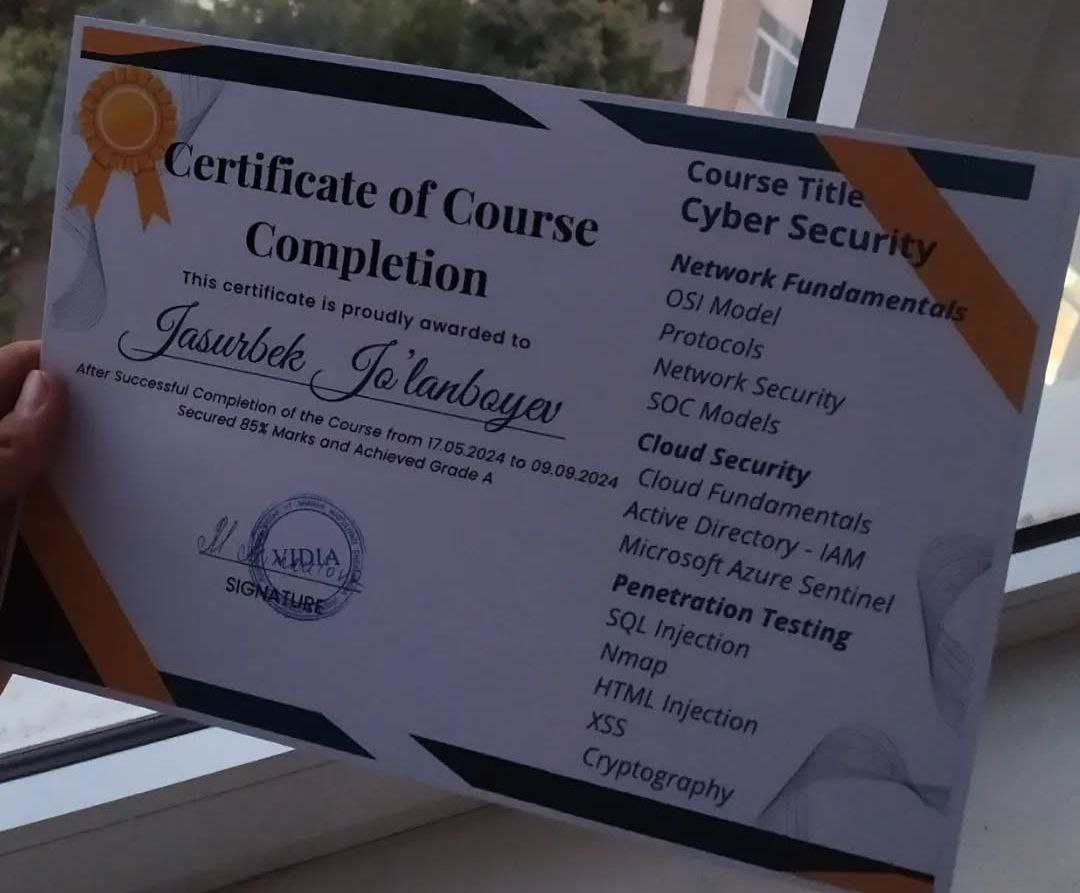 Certificate of Course
Completion
This certificate is proudly awarded to
Jasurbek Jo'lanboyev
After Successful Completion of the Course from 17.05.2024 to 09.09.2024
Secured 85% Marks and Achieved Grade A
VIDIA
SIGNATURE
Course Title
Cyber Security
Network Fundamentals
OSI Model
Protocols
Network Security
SOC Models
Cloud Security
Cloud Fundamentals
Active Directory - IAM
Microsoft Azure Sentinel
Penetration Testing
SQL Injection
Nmap
HTML Injection
XSS
Cryptography